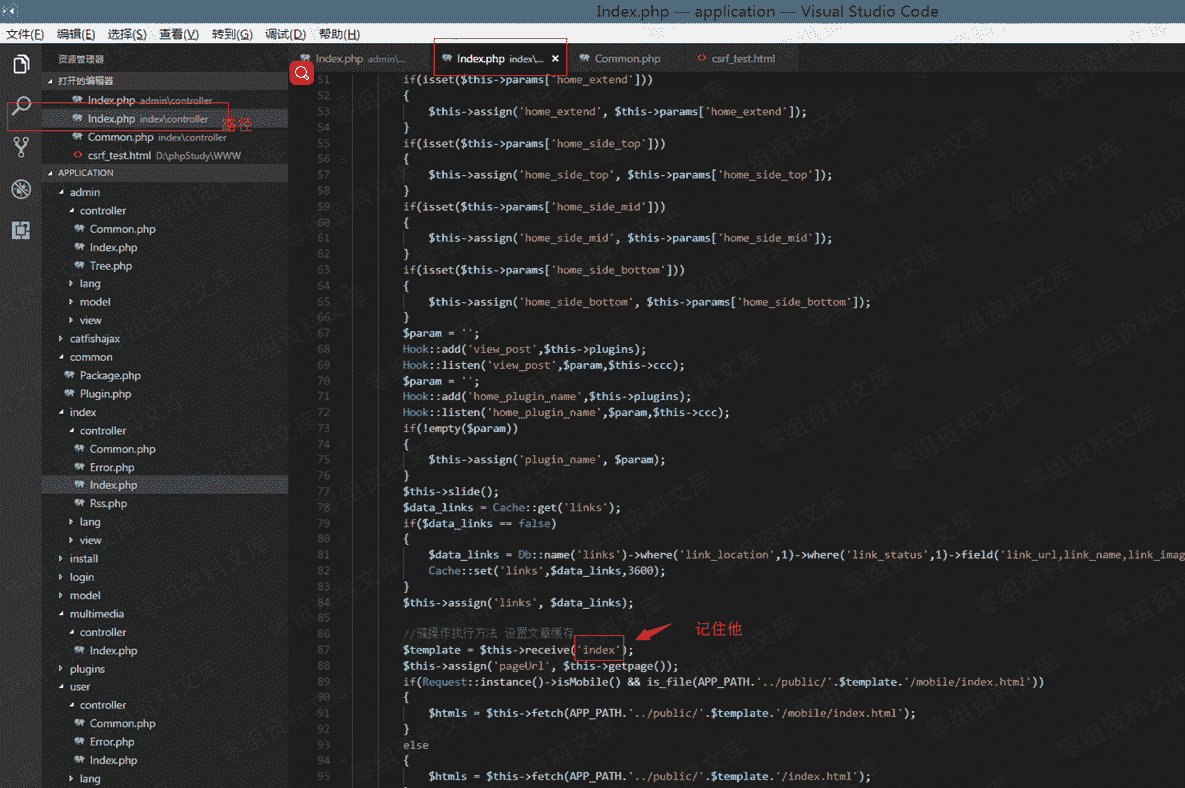 Index.php — application — Visual Studio Code
文件(F) 编辑(E) 选择(S) 查看(V) 转到(G) 调试(D) 帮助(H)
资源管理器
打开的编辑器
Index.php admin\controller
Index.php index\controller
路径
Common.php index\controller
csrf_test.html D:\phpStudy\WWW
APPLICATION
admin
controller
Common.php
Index.php
Tree.php
lang
model
view
catfishajax
common
Package.php
Plugin.php
index
controller
Common.php
Error.php
Index.php
Rss.php
lang
view
install
login
model
multimedia
controller
Index.php
plugins
user
controller
Common.php
Error.php
Index.php
lang
Index.php admin\... Index.php index\... × Common.php csrf_test.html
51 if(isset($this->params['home_extend']))
52 {
53 $this->assign('home_extend', $this->params['home_extend']);
54 }
55 if(isset($this->params['home_side_top']))
56 {
57 $this->assign('home_side_top', $this->params['home_side_top']);
58 }
59 if(isset($this->params['home_side_mid']))
60 {
61 $this->assign('home_side_mid', $this->params['home_side_mid']);
62 }
63 if(isset($this->params['home_side_bottom']))
64 {
65 $this->assign('home_side_bottom', $this->params['home_side_bottom']);
66 }
67 $param = '';
68 Hook::add('view_post',$this->plugins);
69 Hook::listen('view_post',$param,$this->ccc);
70 $param = '';
71 Hook::add('home_plugin_name',$this->plugins);
72 Hook::listen('home_plugin_name',$param,$this->ccc);
73 if(!empty($param))
74 {
75 $this->assign('plugin_name', $param);
76 }
77 $this->slide();
78 $data_links = Cache::get('links');
79 if($data_links == false)
80 {
81 $data_links = Db::name('links')->where('link_location',1)->where('link_status',1)->field('link_url,link_name,link_imag
82 Cache::set('links',$data_links,3600);
83 }
84 $this->assign('links', $data_links);
85
86 //骚操作执行方法 设置文章缓存
87 $template = $this->receive('index');
记住他
88 $this->assign('pageUrl', $this->getpage());
89 if(Request::instance()->isMobile() && is_file(APP_PATH.'../public/'.$template.'/mobile/index.html'))
90 {
91 $htmls = $this->fetch(APP_PATH.'../public/'.$template.'/mobile/index.html');
92 }
93 else
94 {
95 $htmls = $this->fetch(APP_PATH.'../public/'.$template.'/index.html');
零组资料文库